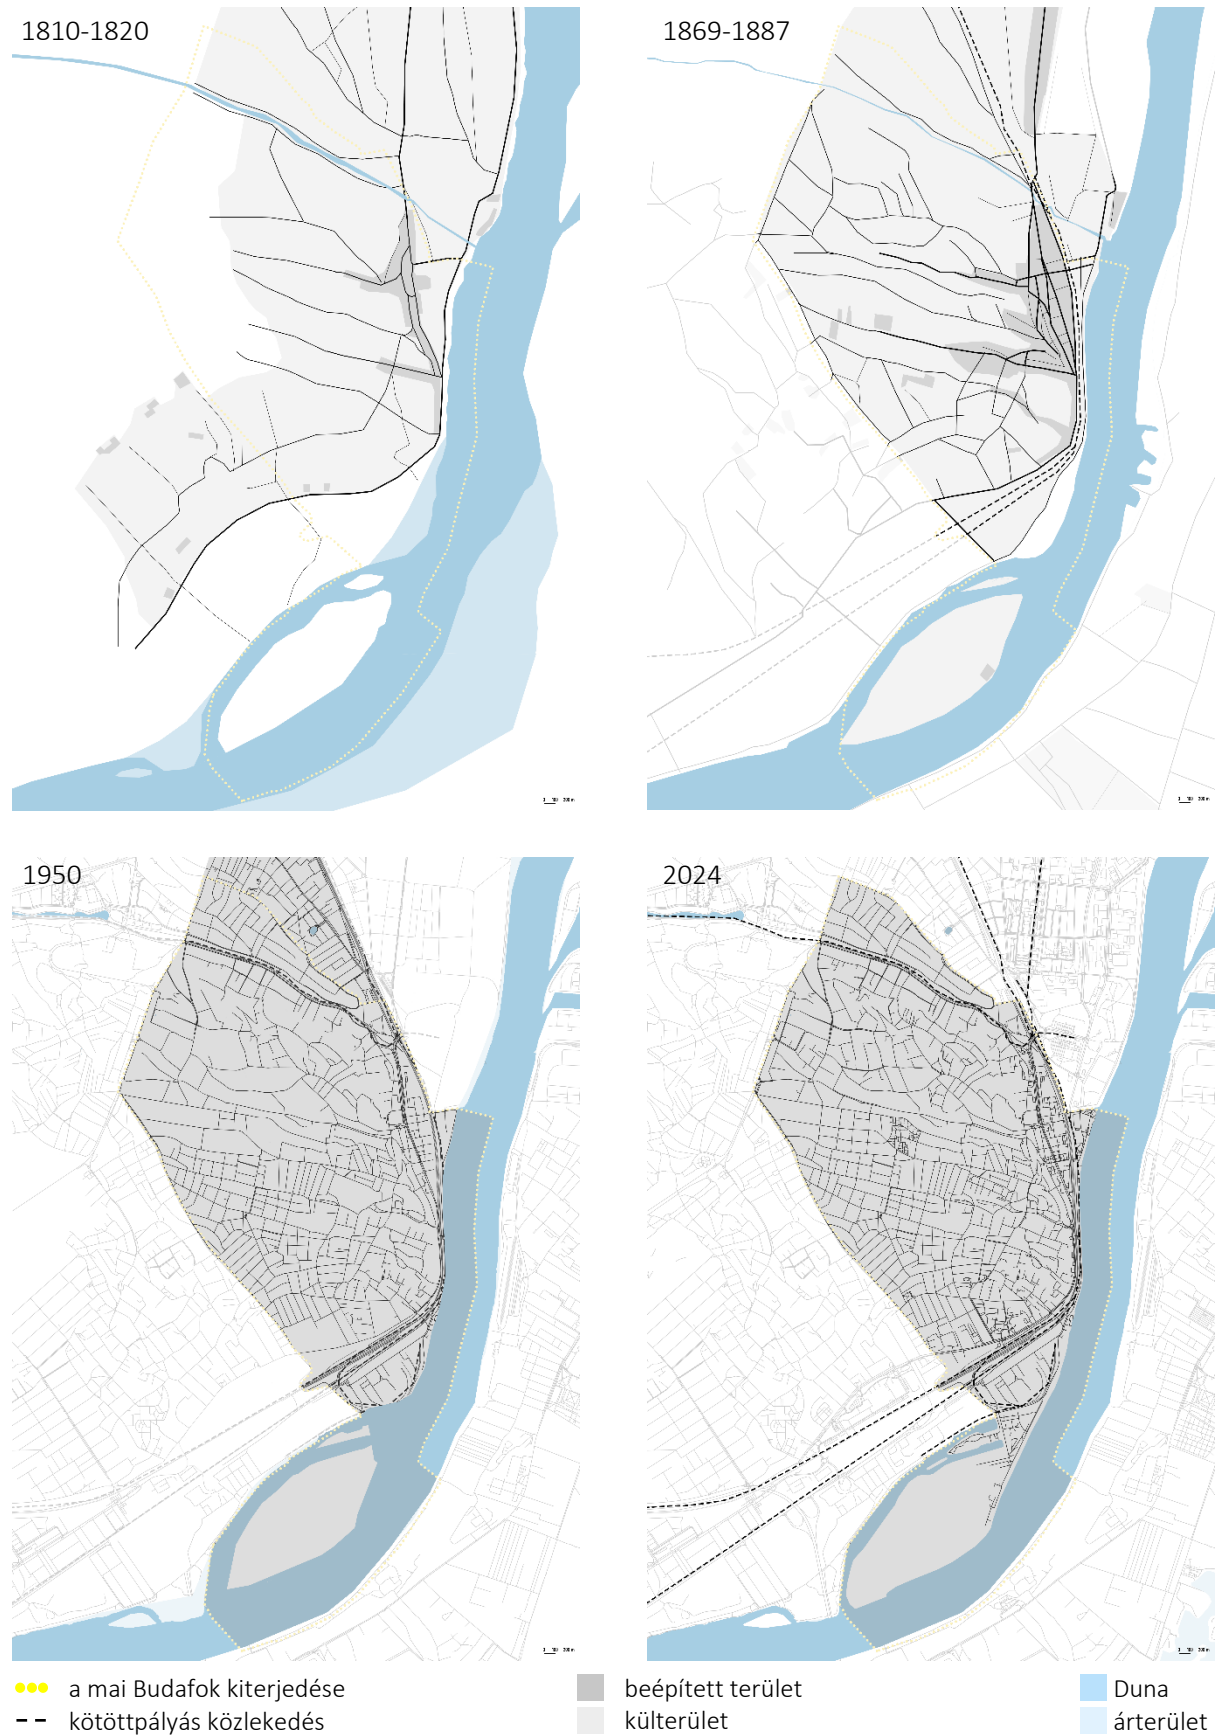 1810-1820
1869-1887
1950
2024
a mai Budafok kiterjedése
kötöttpályás közlekedés
beépített terület
külterület
Duna
árterület